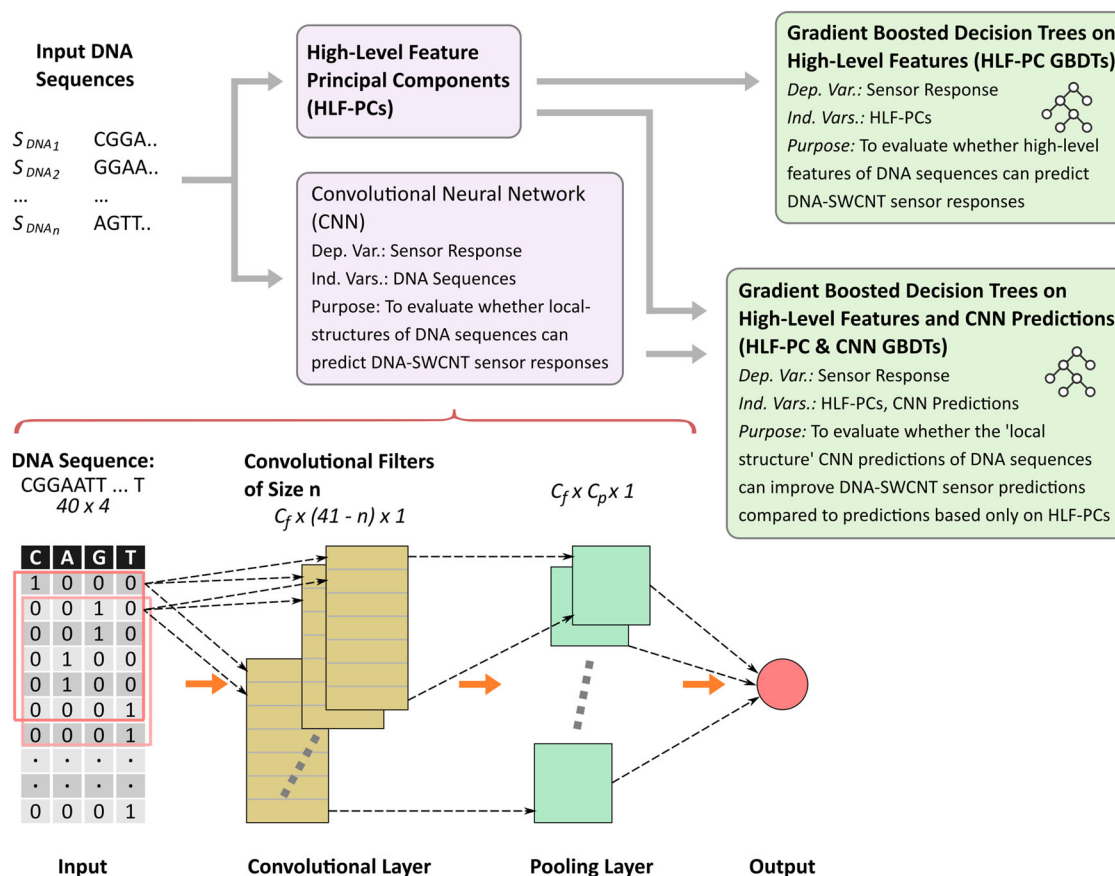 Input DNA
Sequences
S DNA1 CGGA..
S DNA2 GGAA..
... ...
S DNAn AGTT..
High-Level Feature
Principal Components
(HLF-PCs)
Convolutional Neural Network
(CNN)
Dep. Var.: Sensor Response
Ind. Vars.: DNA Sequences
Purpose: To evaluate whether local-
structures of DNA sequences can
predict DNA-SWCNT sensor responses
Gradient Boosted Decision Trees on
High-Level Features (HLF-PC GBDTs)
Dep. Var.: Sensor Response
Ind. Vars.: HLF-PCs
Purpose: To evaluate whether high-level
features of DNA sequences can predict
DNA-SWCNT sensor responses
Gradient Boosted Decision Trees on
High-Level Features and CNN Predictions
(HLF-PC & CNN GBDTs)
Dep. Var.: Sensor Response
Ind. Vars.: HLF-PCs, CNN Predictions
Purpose: To evaluate whether the 'local
structure' CNN predictions of DNA sequences
can improve DNA-SWCNT sensor predictions
compared to predictions based only on HLF-PCs
DNA Sequence:
CGGAATT ... T
40 x 4
Convolutional Filters
of Size n
Cf x (41 - n) x 1
Cf x Cp x 1
C A G T
1 0 0 0
0 0 1 0
0 0 1 0
0 1 0 0
0 1 0 0
0 0 0 1
0 0 0 1
. . . .
. . . .
0 0 0 1
Input
Convolutional Layer
Pooling Layer
Output